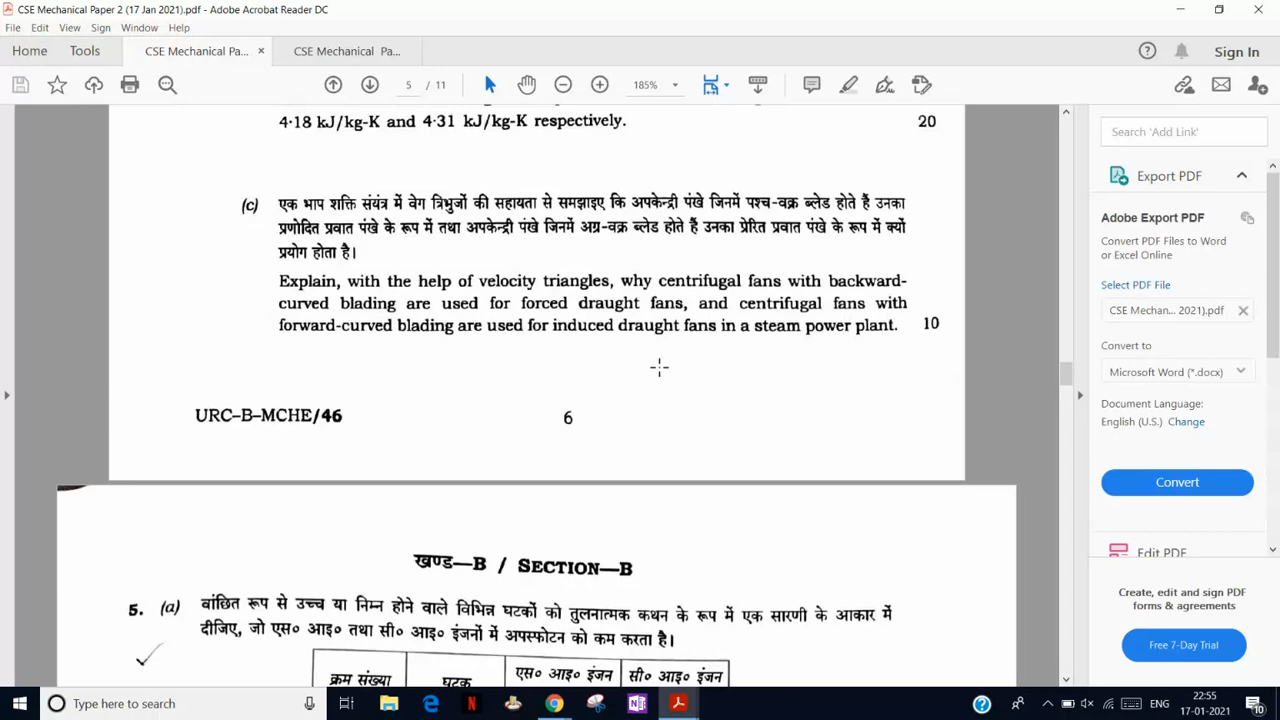 CSE Mechanical Paper 2 (17 Jan 2021).pdf - Adobe Acrobat Reader DC
File Edit View Sign Window Help
Home Tools CSE Mechanical Pa... × CSE Mechanical Pa... Sign In
5 / 11 185%
4·18 kJ/kg-K and 4·31 kJ/kg-K respectively. 20
(c) एक भाप शक्ति संयंत्र में वेग त्रिभुजों की सहायता से समझाइए कि अपकेन्द्री पंखे जिनमें पश्च-वक्र ब्लेड होते हैं उनका
प्रणोदित प्रवात पंखे के रूप में तथा अपकेन्द्री पंखे जिनमें अग्र-वक्र ब्लेड होते हैं उनका प्रेरित प्रवात पंखे के रूप में क्यों
प्रयोग होता है।
Explain, with the help of velocity triangles, why centrifugal fans with backward-
curved blading are used for forced draught fans, and centrifugal fans with
forward-curved blading are used for induced draught fans in a steam power plant. 10
URC-B-MCHE/46 6
खण्ड—B / SECTION—B
5. (a) वांछित रूप से उच्च या निम्न होने वाले विभिन्न घटकों को तुलनात्मक कथन के रूप में एक सारणी के आकार में
दीजिए, जो एस० आइ० तथा सी० आइ० इंजनों में अपस्फोटन को कम करता है।
क्रम संख्या घटक एस० आइ० इंजन सी० आइ० इंजन
Search 'Add Link'
Export PDF
Adobe Export PDF
Convert PDF Files to Word
or Excel Online
Select PDF File
CSE Mechan... 2021).pdf ×
Convert to
Microsoft Word (*.docx)
Document Language:
English (U.S.) Change
Convert
Edit PDF
Create, edit and sign PDF
forms & agreements
Free 7-Day Trial
Type here to search
ENG
22:55
17-01-2021
10